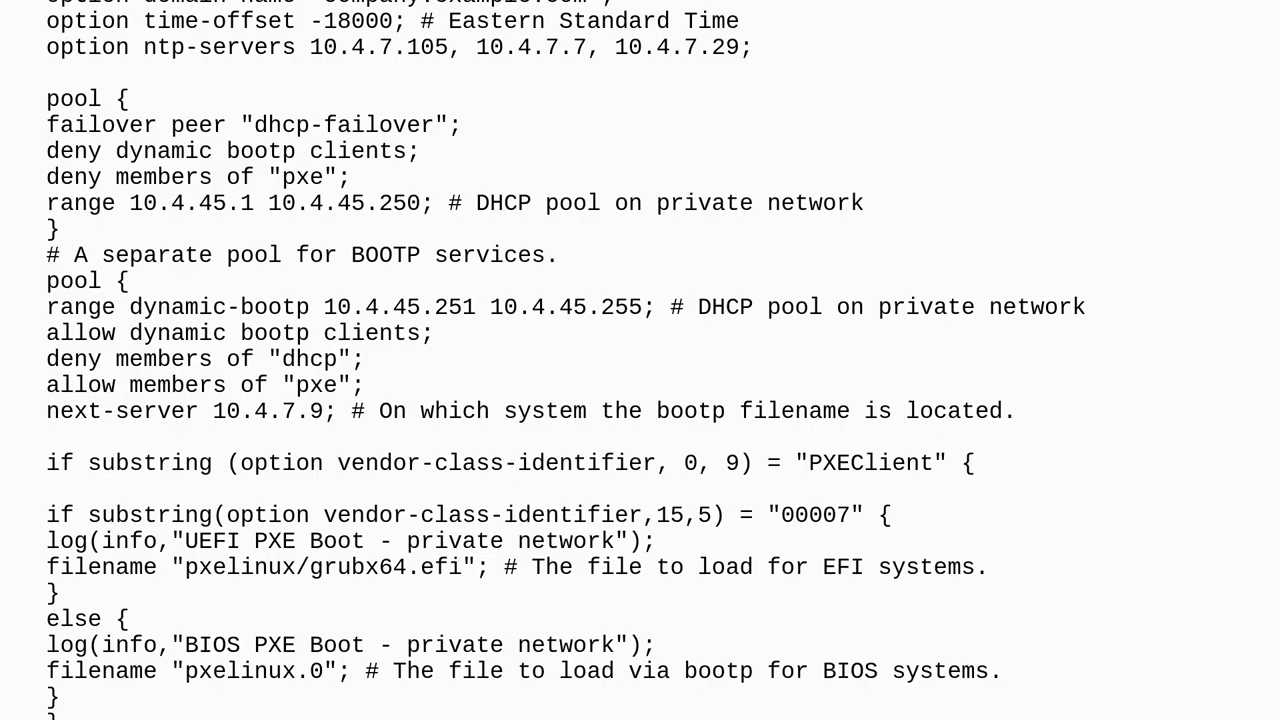 option time-offset -18000; # Eastern Standard Time
option ntp-servers 10.4.7.105, 10.4.7.7, 10.4.7.29;
pool {
failover peer "dhcp-failover";
deny dynamic bootp clients;
deny members of "pxe";
range 10.4.45.1 10.4.45.250; # DHCP pool on private network
}
# A separate pool for BOOTP services.
pool {
range dynamic-bootp 10.4.45.251 10.4.45.255; # DHCP pool on private network
allow dynamic bootp clients;
deny members of "dhcp";
allow members of "pxe";
next-server 10.4.7.9; # On which system the bootp filename is located.
if substring (option vendor-class-identifier, 0, 9) = "PXEClient" {
if substring(option vendor-class-identifier,15,5) = "00007" {
log(info,"UEFI PXE Boot - private network");
filename "pxelinux/grubx64.efi"; # The file to load for EFI systems.
}
else {
log(info,"BIOS PXE Boot - private network");
filename "pxelinux.0"; # The file to load via bootp for BIOS systems.
}
}